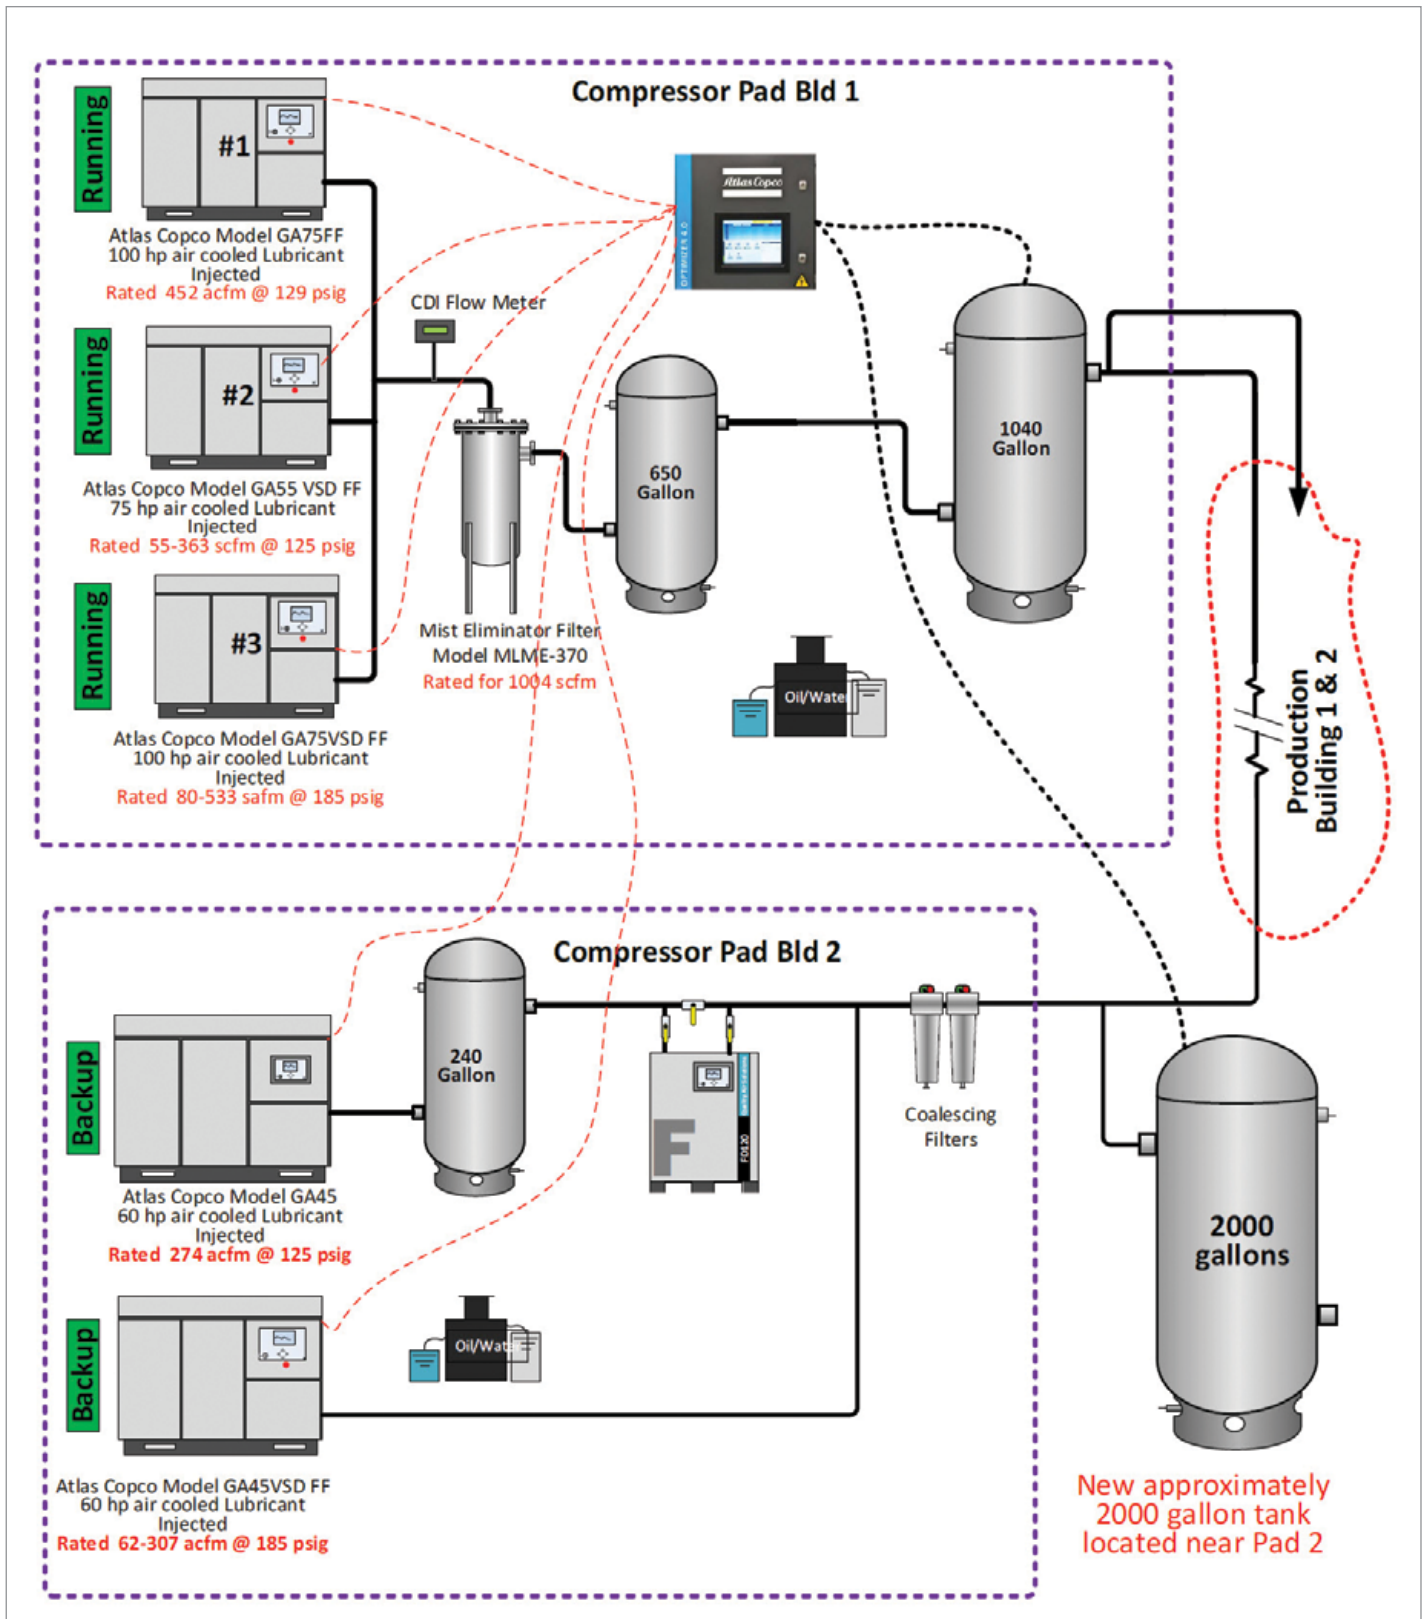 Compressor Pad Bld 1
Running
#1
Atlas Copco Model GA75FF
100 hp air cooled Lubricant
Injected
Rated 452 acfm @ 129 psig
Atlas Copco
OPTIMIZER 4.0
CDI Flow Meter
Running
#2
Atlas Copco Model GA55 VSD FF
75 hp air cooled Lubricant
Injected
Rated 55-363 scfm @ 125 psig
650
Gallon
1040
Gallon
Running
#3
Atlas Copco Model GA75VSD FF
100 hp air cooled Lubricant
Injected
Rated 80-533 safm @ 185 psig
Mist Eliminator Filter
Model MLME-370
Rated for 1004 scfm
Oil/Water
Production
Building 1 & 2
Compressor Pad Bld 2
Backup
Atlas Copco Model GA45
60 hp air cooled Lubricant
Injected
Rated 274 acfm @ 125 psig
240
Gallon
F
FD120
Coalescing
Filters
2000
gallons
Backup
Oil/Water
Atlas Copco Model GA45VSD FF
60 hp air cooled Lubricant
Injected
Rated 62-307 acfm @ 185 psig
New approximately
2000 gallon tank
located near Pad 2